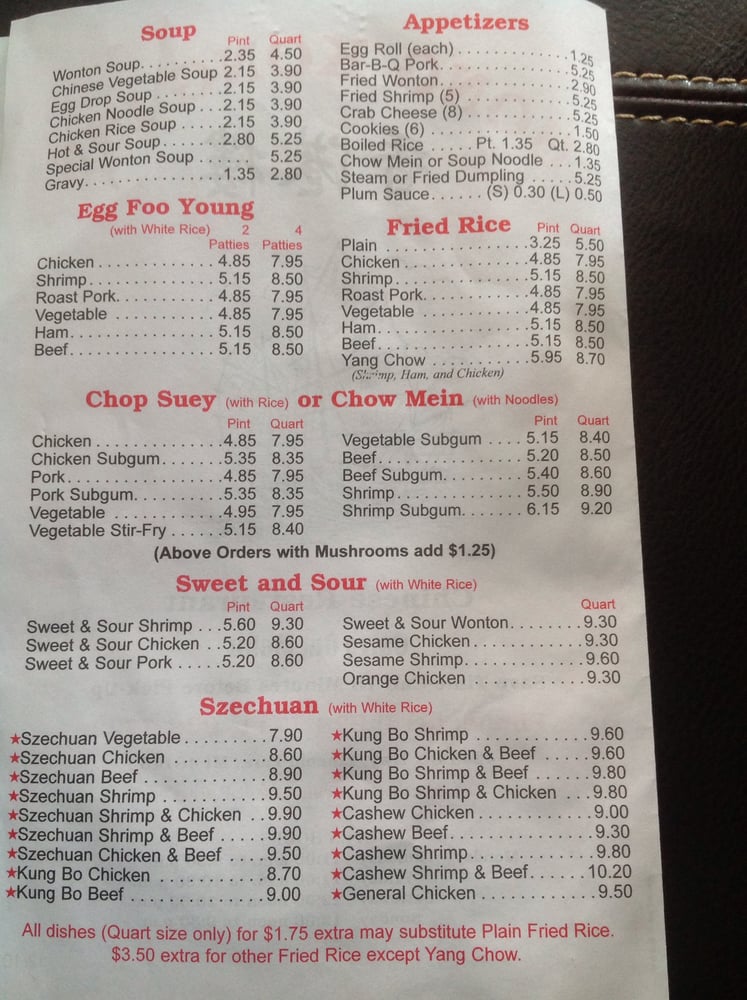 Soup
Pint Quart
Wonton Soup. . . . . . . . .2.35 4.50
Chinese Vegetable Soup 2.15 3.90
Egg Drop Soup . . . . . . .2.15 3.90
Chicken Noodle Soup . . .2.15 3.90
Chicken Rice Soup . . . . .2.15 3.90
Hot & Sour Soup. . . . . . .2.80 5.25
Special Wonton Soup . . . . . . 5.25
Gravy. . . . . . . . . . . . . . .1.35 2.80
Egg Foo Young
(with White Rice) 2 4
Patties Patties
Chicken . . . . . . . . . . . . 4.85 7.95
Shrimp. . . . . . . . . . . . . 5.15 8.50
Roast Pork. . . . . . . . . . 4.85 7.95
Vegetable . . . . . . . . . . 4.85 7.95
Ham. . . . . . . . . . . . . . . 5.15 8.50
Beef. . . . . . . . . . . . . . . 5.15 8.50
Appetizers
Egg Roll (each) . . . . . . . . . . . . .1.25
Bar-B-Q Pork. . . . . . . . . . . . . . .5.25
Fried Wonton. . . . . . . . . . . . . . .2.90
Fried Shrimp (5) . . . . . . . . . . . . .5.25
Crab Cheese (8) . . . . . . . . . . . . .5.25
Cookies (6) . . . . . . . . . . . . . . . . .1.50
Boiled Rice . . . . . Pt. 1.35 Qt. 2.80
Chow Mein or Soup Noodle . . .1.35
Steam or Fried Dumpling . . . . .5.25
Plum Sauce. . . . . . (S) 0.30 (L) 0.50
Fried Rice Pint Quart
Plain . . . . . . . . . . . . . . .3.25 5.50
Chicken . . . . . . . . . . . . .4.85 7.95
Shrimp. . . . . . . . . . . . . .5.15 8.50
Roast Pork. . . . . . . . . . .4.85 7.95
Vegetable . . . . . . . . . . .4.85 7.95
Ham. . . . . . . . . . . . . . . .5.15 8.50
Beef. . . . . . . . . . . . . . . .5.15 8.50
Yang Chow . . . . . . . . . . .5.95 8.70
(Shrimp, Ham, and Chicken)
Chop Suey (with Rice) or Chow Mein (with Noodles)
Pint Quart
Chicken . . . . . . . . . . . . .4.85 7.95
Chicken Subgum. . . . . . .5.35 8.35
Pork. . . . . . . . . . . . . . . .4.85 7.95
Pork Subgum. . . . . . . . . .5.35 8.35
Vegetable . . . . . . . . . . .4.95 7.95
Vegetable Stir-Fry . . . . . .5.15 8.40
Pint Quart
Vegetable Subgum . . . . 5.15 8.40
Beef. . . . . . . . . . . . . . . . 5.20 8.50
Beef Subgum. . . . . . . . . 5.40 8.60
Shrimp. . . . . . . . . . . . . . 5.50 8.90
Shrimp Subgum. . . . . . . 6.15 9.20
(Above Orders with Mushrooms add $1.25)
Sweet and Sour (with White Rice)
Pint Quart
Sweet & Sour Shrimp . . .5.60 9.30
Sweet & Sour Chicken . .5.20 8.60
Sweet & Sour Pork . . . . .5.20 8.60
Quart
Sweet & Sour Wonton. . . . . . . .9.30
Sesame Chicken. . . . . . . . . . . .9.30
Sesame Shrimp. . . . . . . . . . . . .9.60
Orange Chicken . . . . . . . . . . . .9.30
Szechuan (with White Rice)
★Szechuan Vegetable. . . . . . . . .7.90
★Szechuan Chicken . . . . . . . . . .8.60
★Szechuan Beef . . . . . . . . . . . . .8.90
★Szechuan Shrimp . . . . . . . . . . .9.50
★Szechuan Shrimp & Chicken . .9.90
★Szechuan Shrimp & Beef . . . . .9.90
★Szechuan Chicken & Beef . . . .9.50
★Kung Bo Chicken . . . . . . . . . . .8.70
★Kung Bo Beef . . . . . . . . . . . . . .9.00
★Kung Bo Shrimp . . . . . . . . . . . .9.60
★Kung Bo Chicken & Beef . . . . .9.60
★Kung Bo Shrimp & Beef . . . . . .9.80
★Kung Bo Shrimp & Chicken . . .9.80
★Cashew Chicken. . . . . . . . . . . .9.00
★Cashew Beef. . . . . . . . . . . . . . .9.30
★Cashew Shrimp. . . . . . . . . . . . .9.80
★Cashew Shrimp & Beef. . . . . .10.20
★General Chicken . . . . . . . . . . . .9.50
All dishes (Quart size only) for $1.75 extra may substitute Plain Fried Rice.
$3.50 extra for other Fried Rice except Yang Chow.